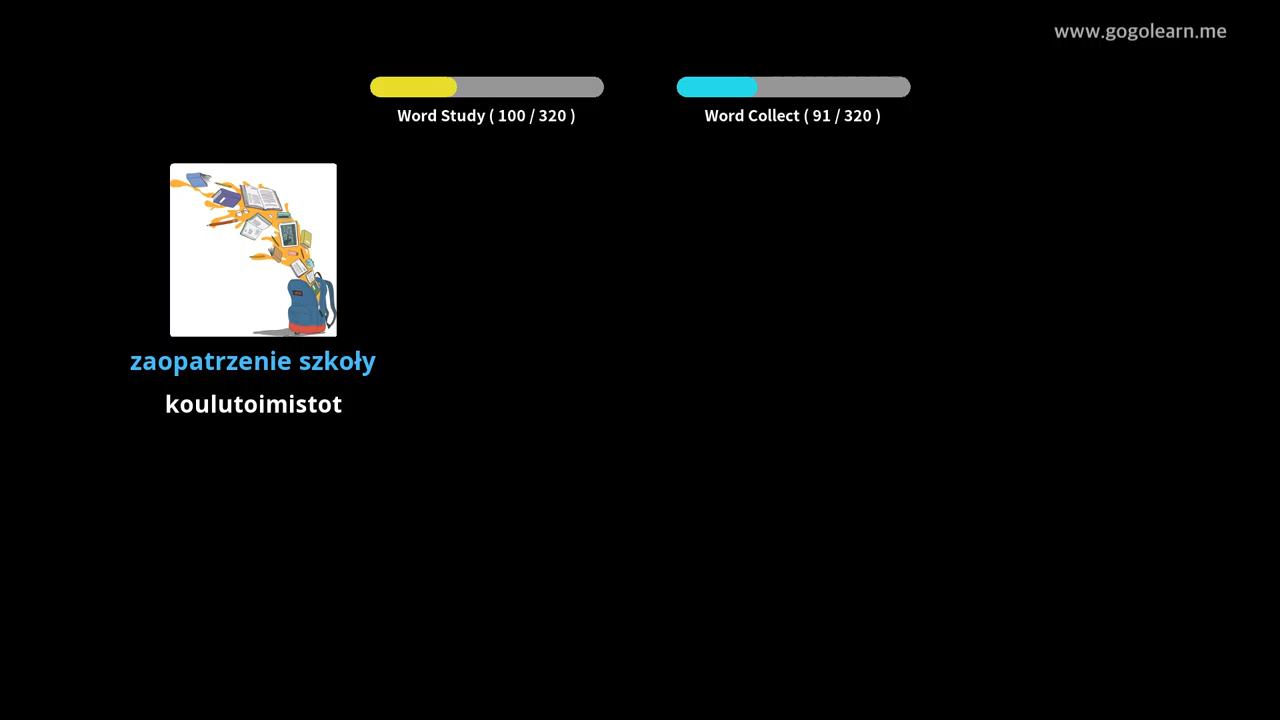 www.gogolearn.me
Word Study ( 100 / 320 )
Word Collect ( 91 / 320 )
zaopatrzenie szkoły
koulutoimistot